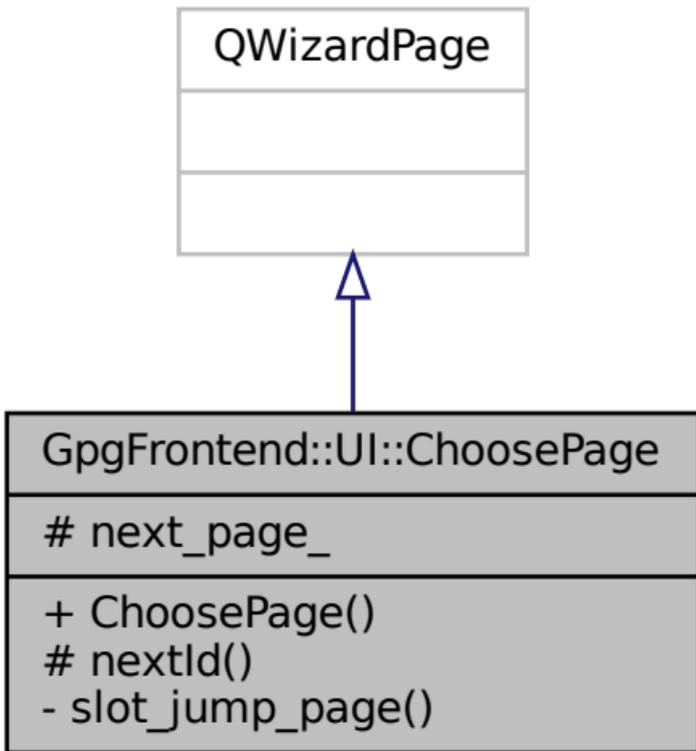 QWizardPage
GpgFrontend::UI::ChoosePage
# next_page_
+ ChoosePage()
# nextId()
- slot_jump_page()